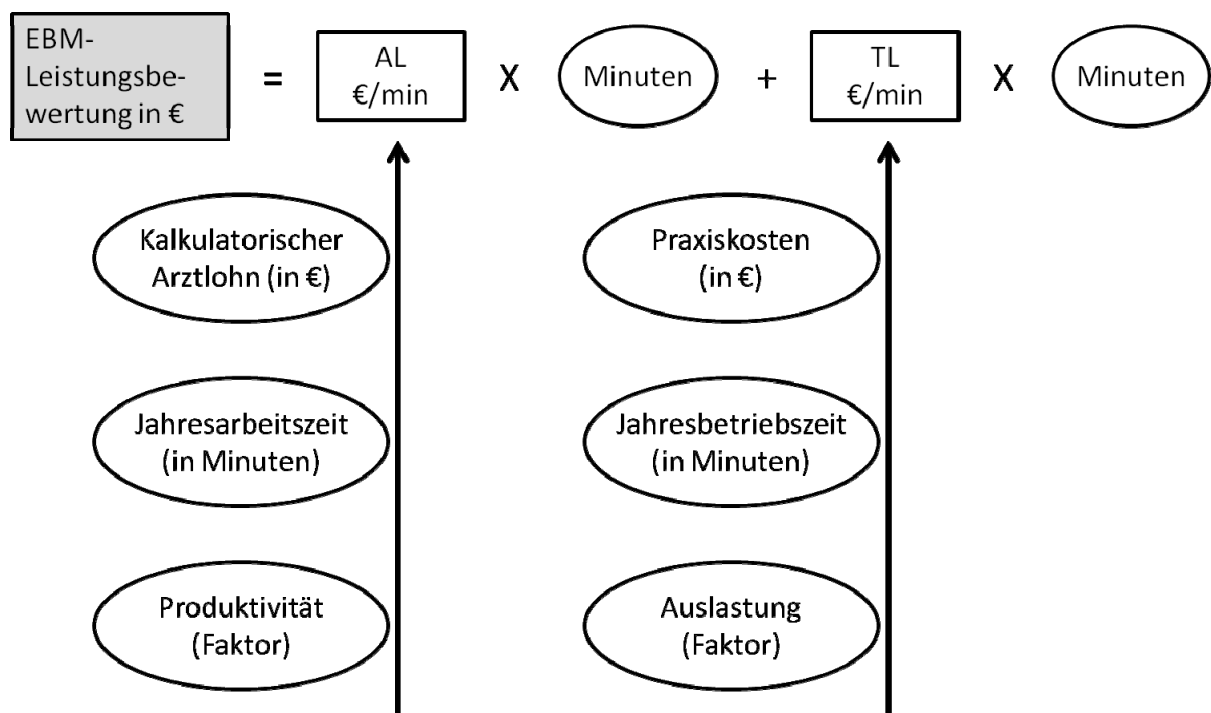 EBM-
Leistungsbe-
wertung in €
=
AL
€/min
X
Minuten
+
TL
€/min
X
Minuten
Kalkulatorischer
Arztlohn (in €)
Praxiskosten
(in €)
Jahresarbeitszeit
(in Minuten)
Jahresbetriebszeit
(in Minuten)
Produktivität
(Faktor)
Auslastung
(Faktor)